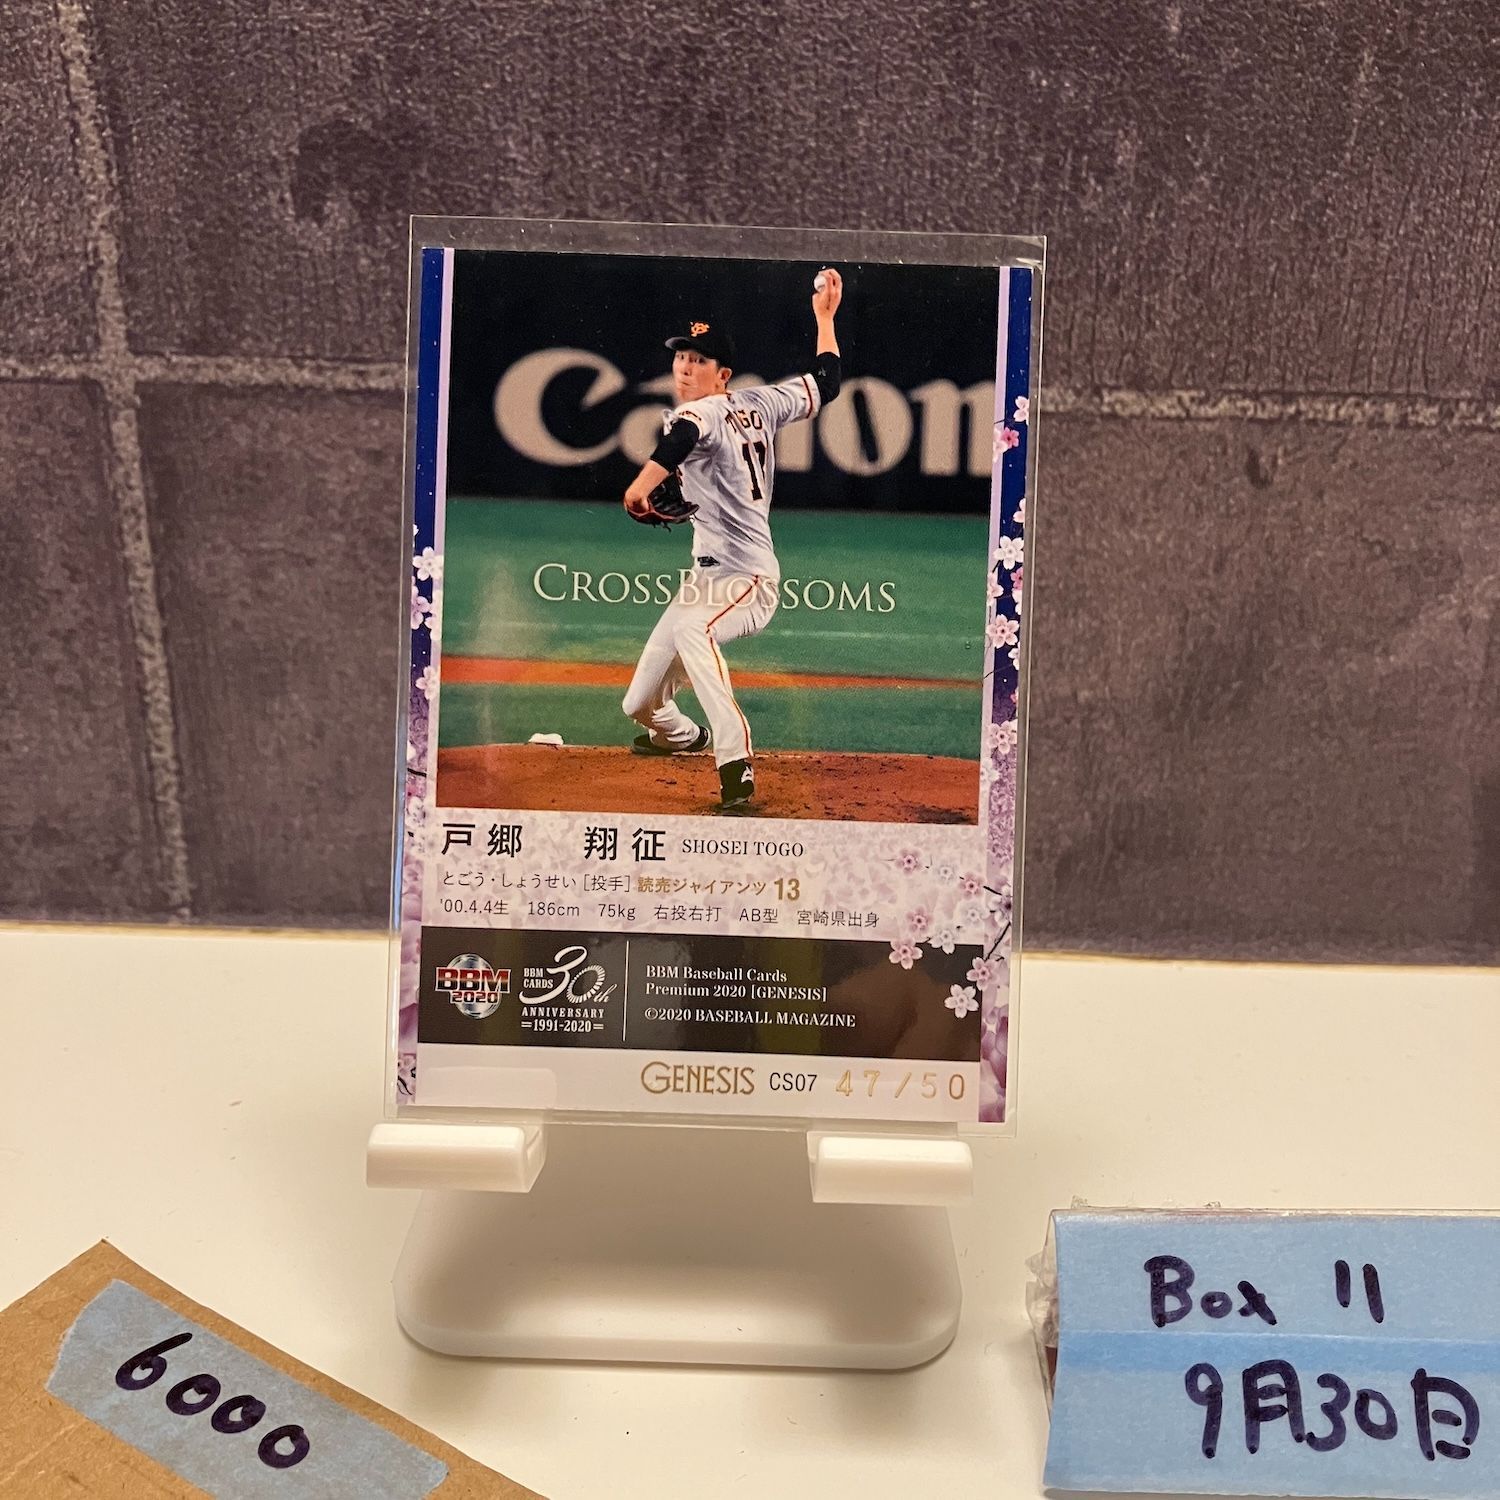 Canon
TOGO
11
CROSSBLOSSOMS
戸郷 翔征 SHOSEI TOGO
とごう・しょうせい [投手] 読売ジャイアンツ 13
'00.4.4生 186cm 75kg 右投右打 AB型 宮崎県出身
BBM
2020
BBM
CARDS
30th
ANNIVERSARY
=1991-2020=
BBM Baseball Cards
Premium 2020 [GENESIS]
©2020 BASEBALL MAGAZINE
GENESIS CS07 47/50
6000
Box 11
9月30日